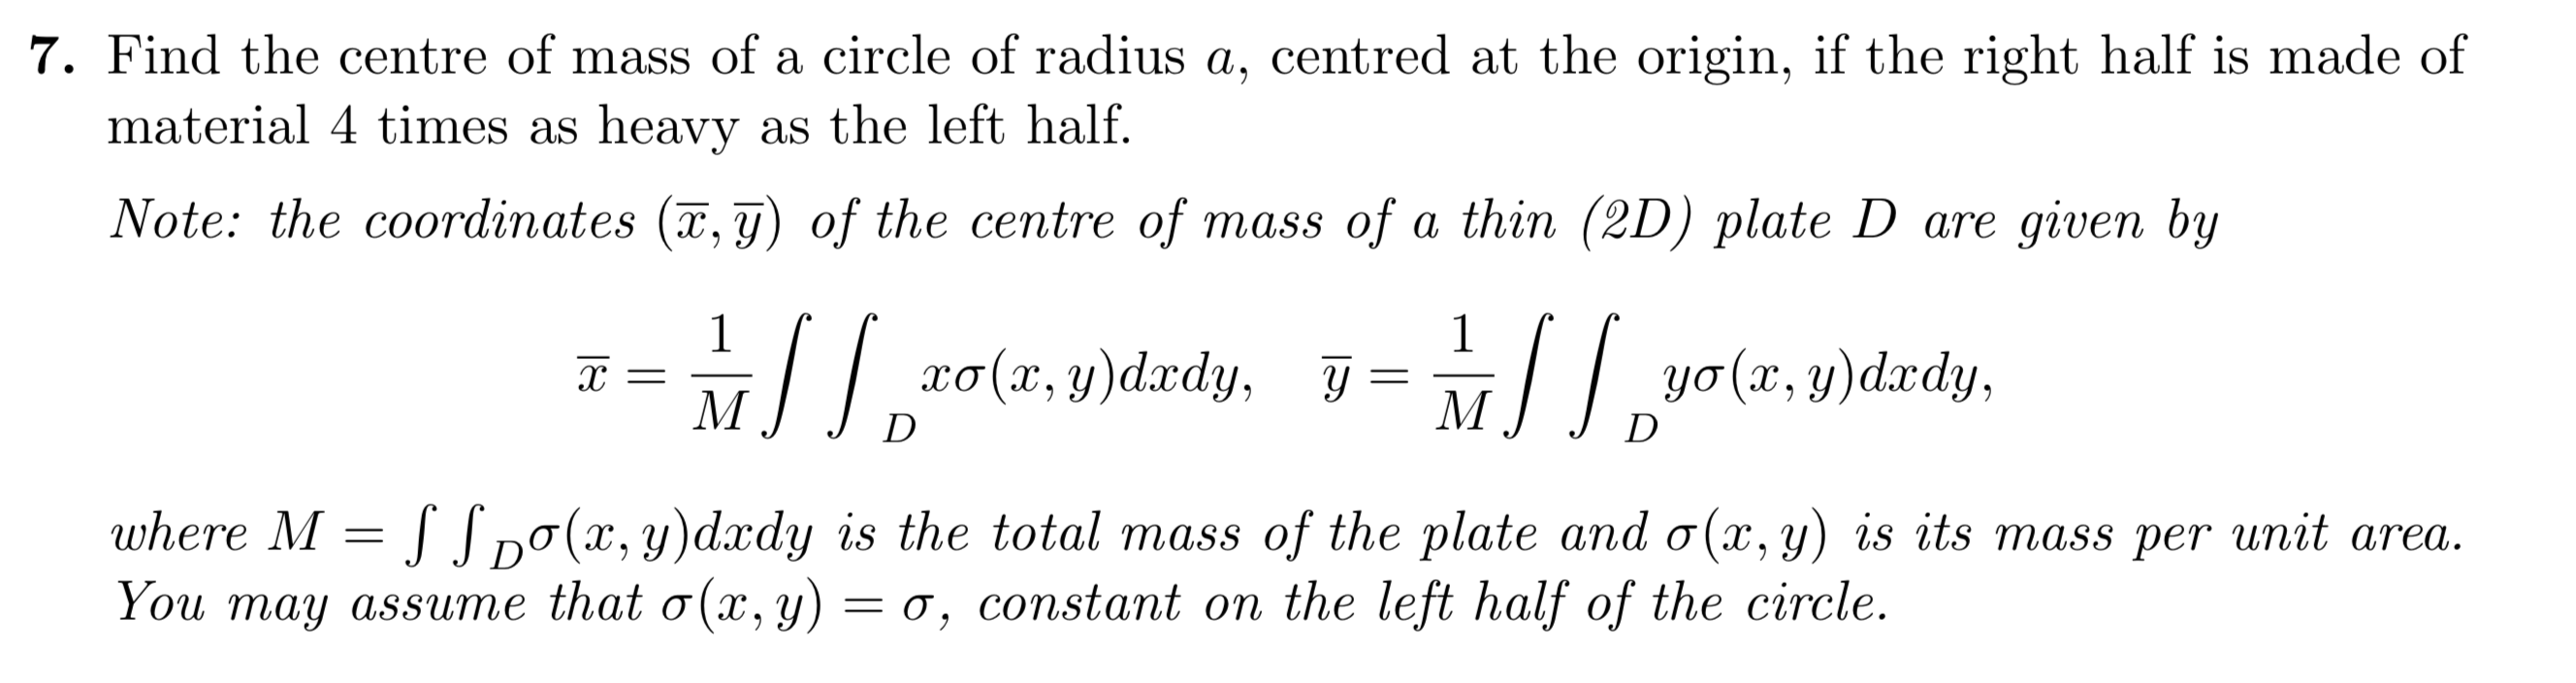 7. Find the centre of mass of a circle of radius a, centred at the origin, if the right half is made of
material 4 times as heavy as the left half.
Note: the coordinates (x̅, y̅) of the centre of mass of a thin (2D) plate D are given by
x̅ = 1/M ∫ ∫_D xσ(x, y)dxdy, y̅ = 1/M ∫ ∫_D yσ(x, y)dxdy,
where M = ∫ ∫_D σ(x, y)dxdy is the total mass of the plate and σ(x, y) is its mass per unit area.
You may assume that σ(x, y) = σ, constant on the left half of the circle.